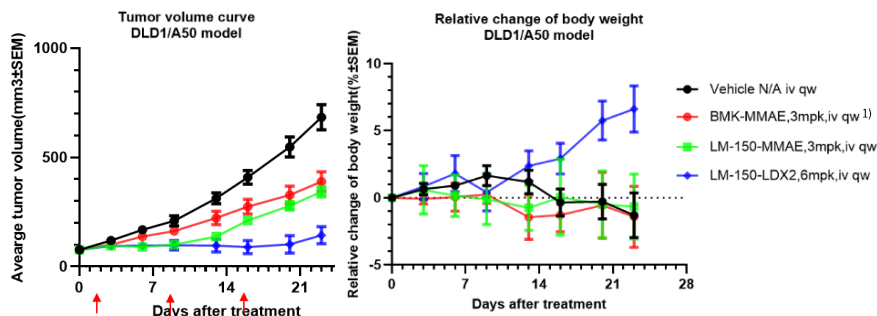 Tumor volume curve
DLD1/A50 model
Avearge tumor volume(mm3±SEM)
1000
500
0
0
7
14
21
Days after treatment
Relative change of body weight
DLD1/A50 model
Relative change of body weight(%±SEM)
10
5
0
-5
0
7
14
21
28
Days after treatment
Vehicle N/A iv qw
BMK-MMAE,3mpk,iv qw 1)
LM-150-MMAE,3mpk,iv qw
LM-150-LDX2,6mpk,iv qw